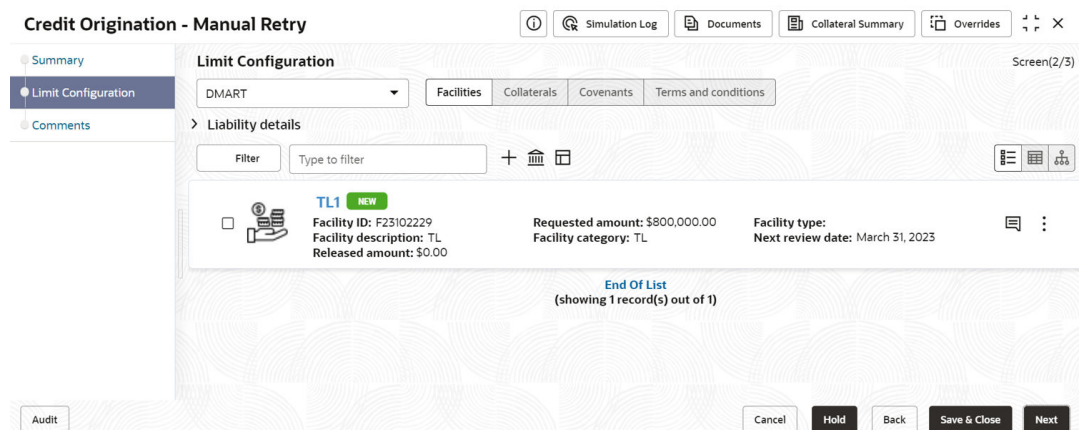 Credit Origination - Manual Retry
Simulation Log
Documents
Collateral Summary
Overrides
Summary
Limit Configuration
Comments
Limit Configuration
Screen(2/3)
DMART
Facilities
Collaterals
Covenants
Terms and conditions
Liability details
Filter
Type to filter
TL1 NEW
Facility ID: F23102229
Requested amount: $800,000.00
Facility type:
Facility description: TL
Facility category: TL
Next review date: March 31, 2023
Released amount: $0.00
End Of List
(showing 1 record(s) out of 1)
Audit
Cancel
Hold
Back
Save & Close
Next